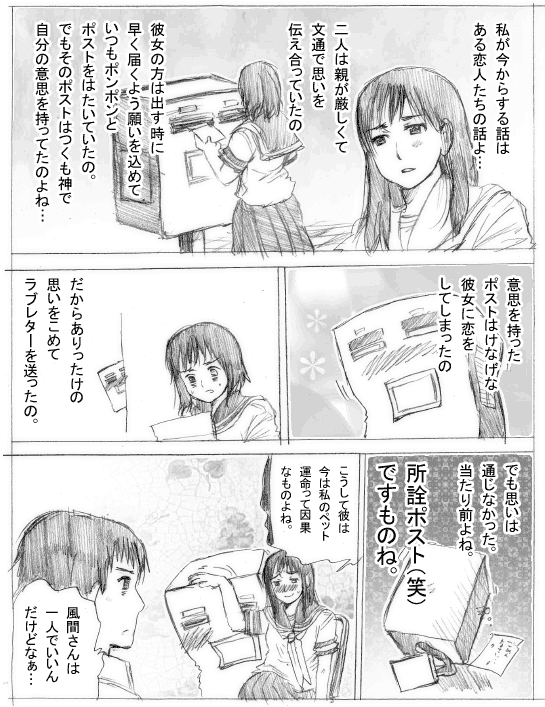 私が今からする話は
ある恋人たちの話よ…
二人は親が厳しくて
文通で思いを
伝え合っていたの
彼女の方は出す時に
早く届くよう願いを込めて
いつもポンポンと
ポストをはたいていたの。
でもそのポストはつくも神で
自分の意思を持ってたのよね…
意思を持った
ポストはけなげな
彼女に恋を
してしまったの
だからありったけの
思いをこめて
ラブレターを送ったの。
でも思いは
通じなかった。
当たり前よね。
所詮ポスト(笑)
ですものね。
こうして彼は
今は私のペット
運命って因果
なものよね。
風間さんは
一人でいいん
だけどなぁ…